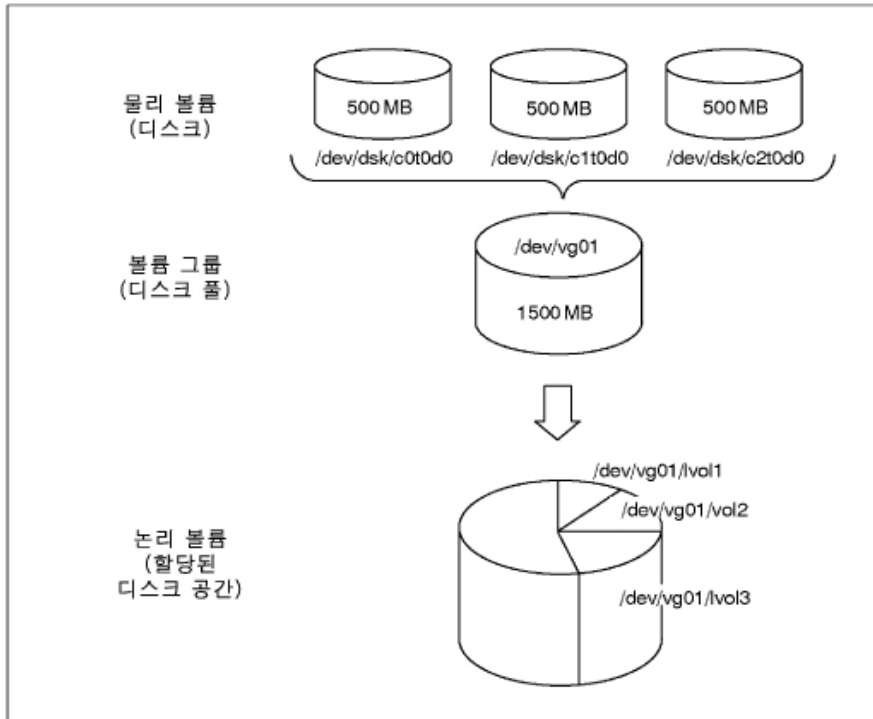 물리 볼륨
(디스크)
500 MB
500 MB
500 MB
/dev/dsk/c0t0d0
/dev/dsk/c1t0d0
/dev/dsk/c2t0d0
볼륨 그룹
(디스크 풀)
/dev/vg01
1500 MB
논리 볼륨
(할당된
디스크 공간)
/dev/vg01/lvol1
/dev/vg01/vol2
/dev/vg01/lvol3